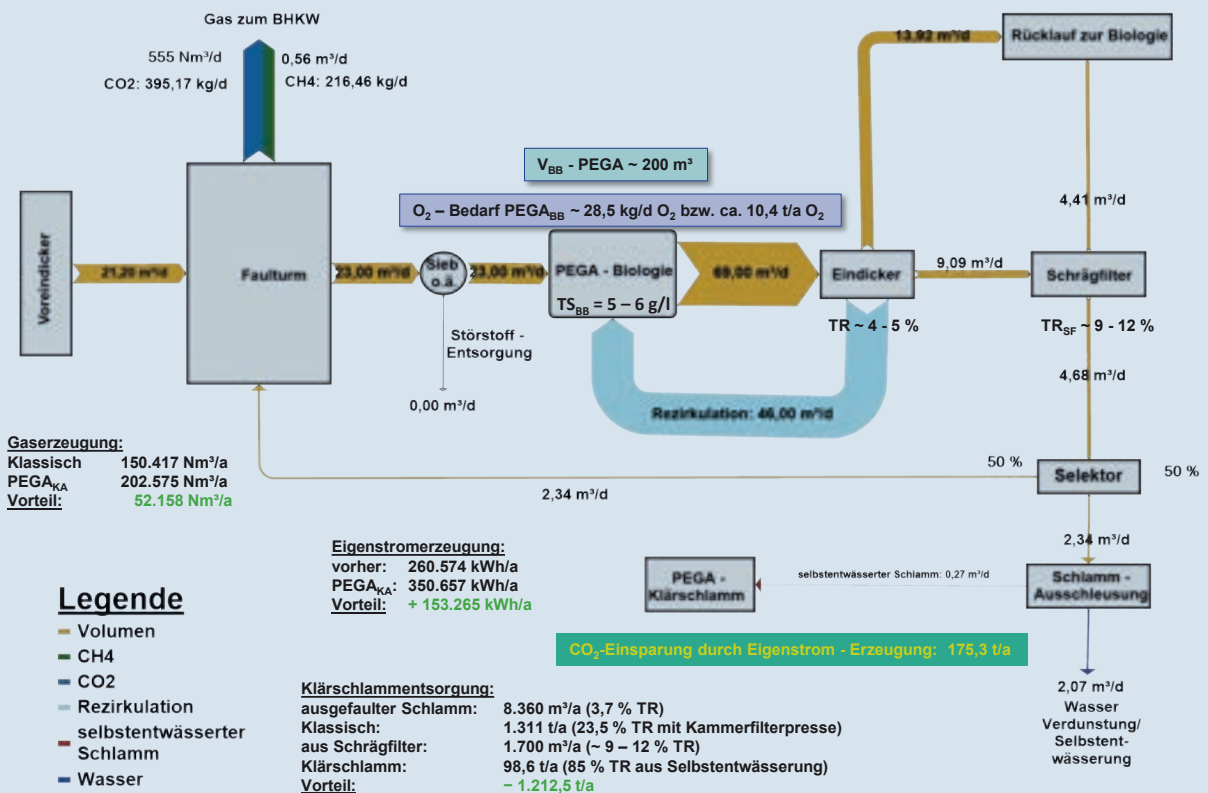 Gas zum BHKW
555 Nm³/d
0,56 m³/d
CO2: 395,17 kg/d
CH4: 216,46 kg/d
13,92 m³/d
Rücklauf zur Biologie
V_BB - PEGA ~ 200 m³
O₂ – Bedarf PEGA_BB ~ 28,5 kg/d O₂ bzw. ca. 10,4 t/a O₂
4,41 m³/d
Voreindicker
21,20 m³/d
Faulturm
23,00 m³/d
Sieb
o.ä.
23,00 m³/d
PEGA - Biologie
TS_BB = 5 – 6 g/l
69,00 m³/d
Eindicker
TR ~ 4 - 5 %
9,09 m³/d
Schrägfilter
TR_SF ~ 9 - 12 %
Störstoff -
Entsorgung
0,00 m³/d
4,68 m³/d
Rezirkulation: 46,00 m³/d
Gaserzeugung:
Klassisch 150.417 Nm³/a
PEGA_KA 202.575 Nm³/a
Vorteil: 52.158 Nm³/a
50 %
Selektor
50 %
2,34 m³/d
2,34 m³/d
Eigenstromerzeugung:
vorher: 260.574 kWh/a
PEGA_KA: 350.657 kWh/a
Vorteil: + 153.265 kWh/a
PEGA -
Klärschlamm
selbstentwässerter Schlamm: 0,27 m³/d
Schlamm -
Ausschleusung
CO₂-Einsparung durch Eigenstrom - Erzeugung: 175,3 t/a
2,07 m³/d
Wasser
Verdunstung/
Selbstent-
wässerung
Legende
Volumen
CH4
CO2
Rezirkulation
selbstentwässerter
Schlamm
Wasser
Klärschlammentsorgung:
ausgefaulter Schlamm: 8.360 m³/a (3,7 % TR)
Klassisch: 1.311 t/a (23,5 % TR mit Kammerfilterpresse)
aus Schrägfilter: 1.700 m³/a (~ 9 – 12 % TR)
Klärschlamm: 98,6 t/a (85 % TR aus Selbstentwässerung)
Vorteil: – 1.212,5 t/a